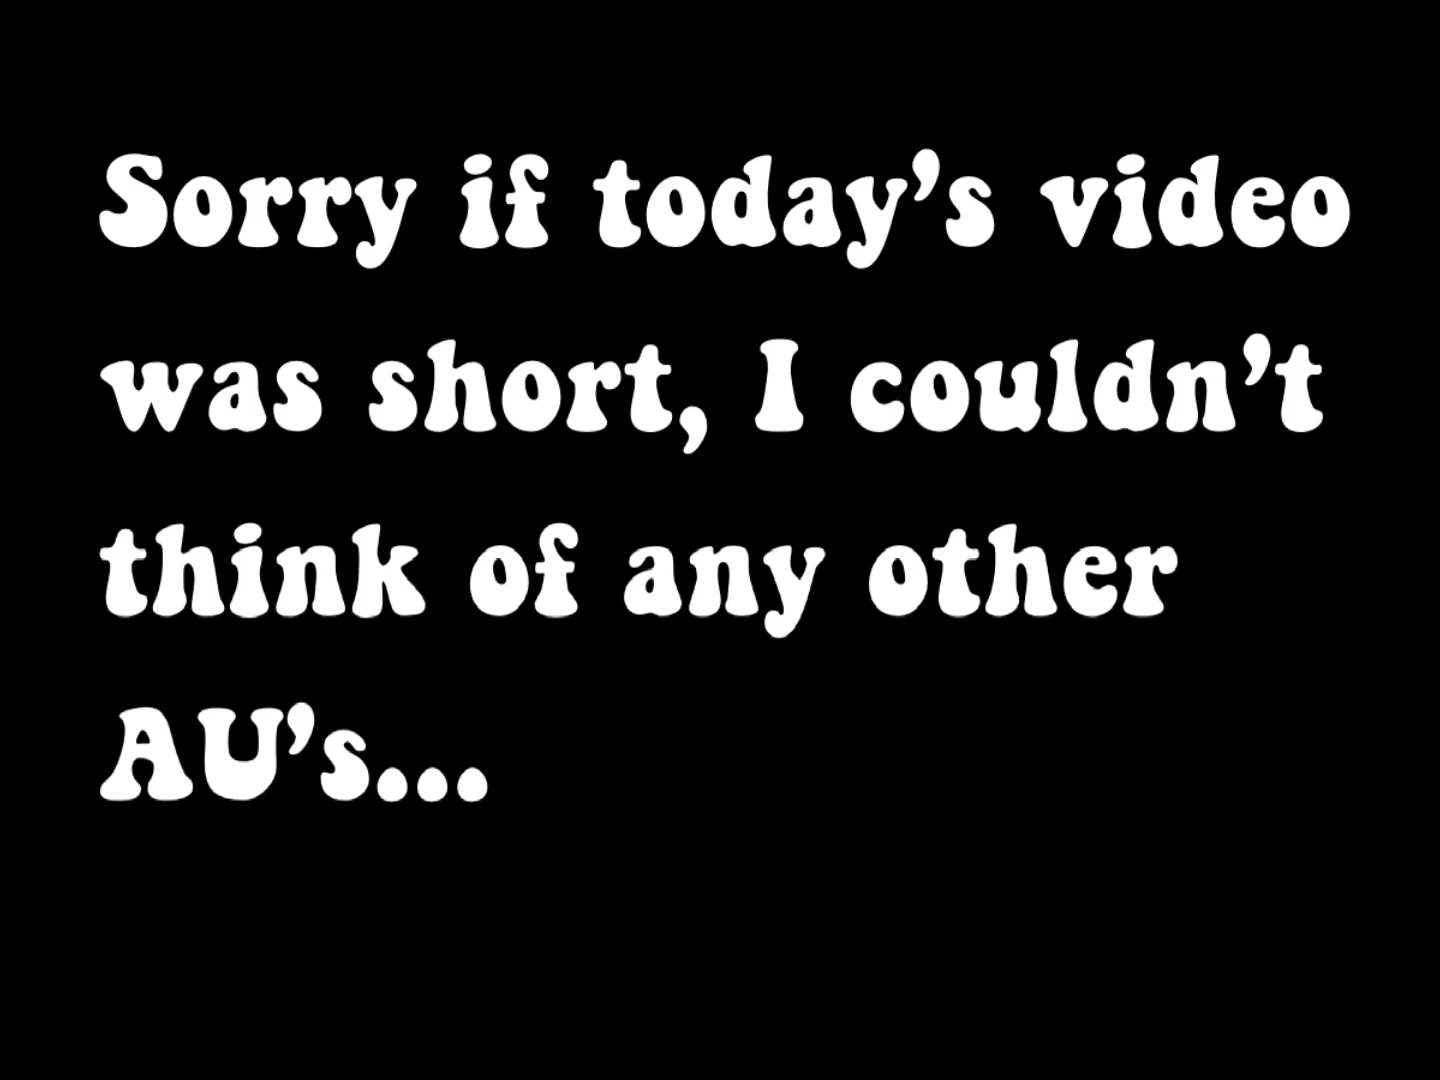 Sorry if today’s video
was short, I couldn’t
think of any other
AU’s...